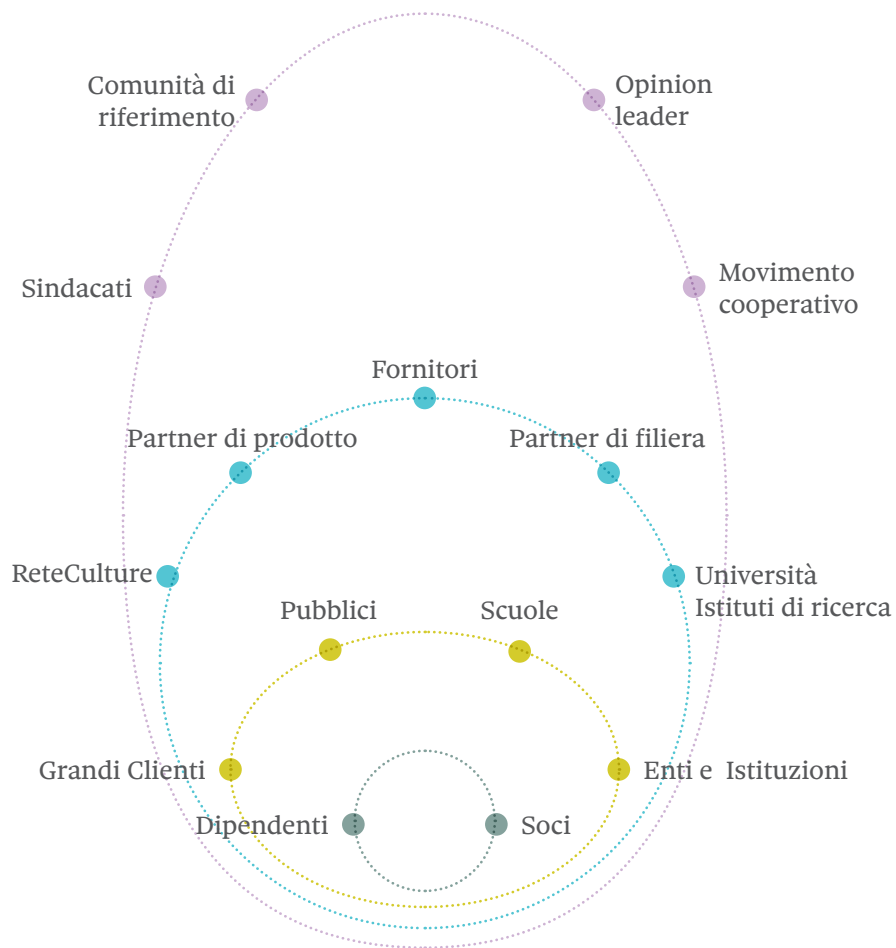 Comunità di
riferimento
Opinion
leader
Sindacati
Movimento
cooperativo
Fornitori
Partner di prodotto
Partner di filiera
ReteCulture
Università
Istituti di ricerca
Pubblici
Scuole
Grandi Clienti
Enti e Istituzioni
Dipendenti
Soci